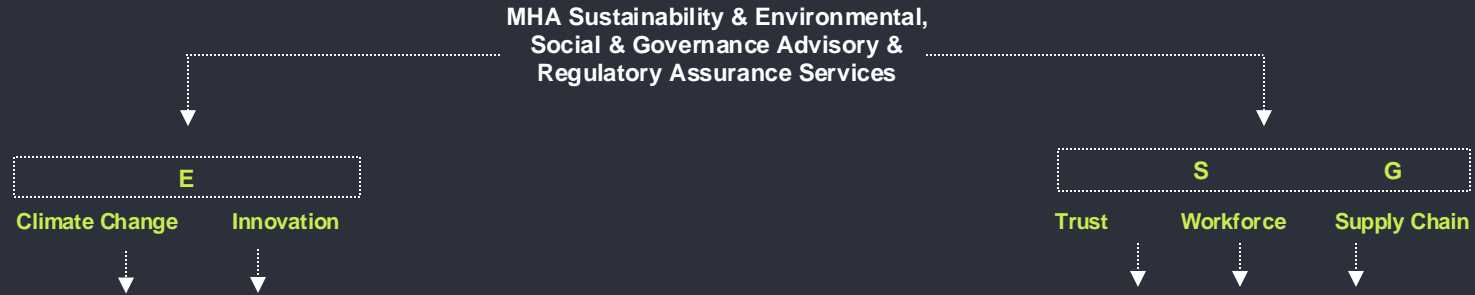 MHA Sustainability & Environmental,
Social & Governance Advisory &
Regulatory Assurance Services
E
S G
Climate Change Innovation
Trust Workforce Supply Chain